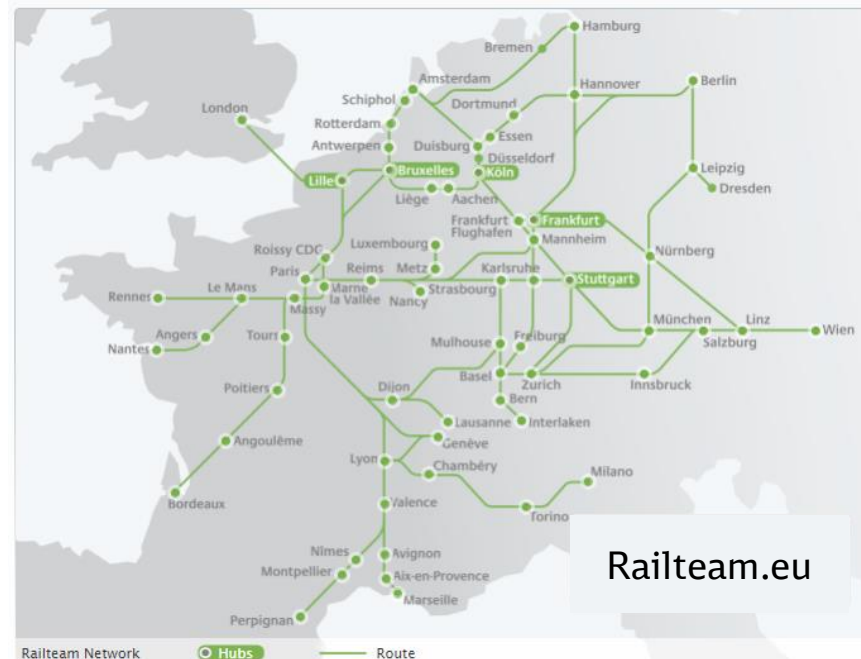 Hamburg
Bremen
Amsterdam
Hannover
Berlin
Schiphol
Dortmund
London
Rotterdam
Essen
Antwerpen
Duisburg
Düsseldorf
Bruxelles
Köln
Leipzig
Lille
Liège
Aachen
Dresden
Frankfurt
Flughafen
Frankfurt
Luxembourg
Mannheim
Roissy CDG
Nürnberg
Paris
Reims
Metz
Karlsruhe
Stuttgart
Rennes
Le Mans
Marne
la Vallée
Strasbourg
Massy
Nancy
Angers
Tours
Mulhouse
Freiburg
München
Linz
Wien
Nantes
Salzburg
Poitiers
Dijon
Basel
Zurich
Innsbruck
Bern
Lausanne
Interlaken
Angoulême
Genève
Lyon
Chambéry
Milano
Bordeaux
Valence
Torino
Nîmes
Avignon
Railteam.eu
Montpellier
Aix-en-Provence
Marseille
Perpignan
Railteam Network
Hubs
Route